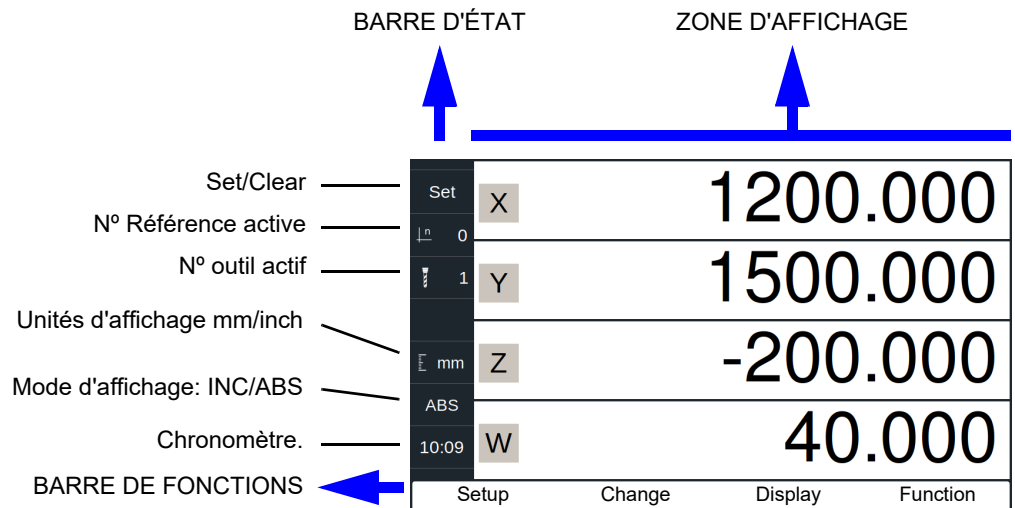 BARRE D'ÉTAT
ZONE D'AFFICHAGE
Set/Clear
Nº Référence active
Nº outil actif
Unités d'affichage mm/inch
Mode d'affichage: INC/ABS
Chronomètre.
BARRE DE FONCTIONS
Set
n 0
1
mm
ABS
10:09
X 1200.000
Y 1500.000
Z -200.000
W 40.000
Setup Change Display Function